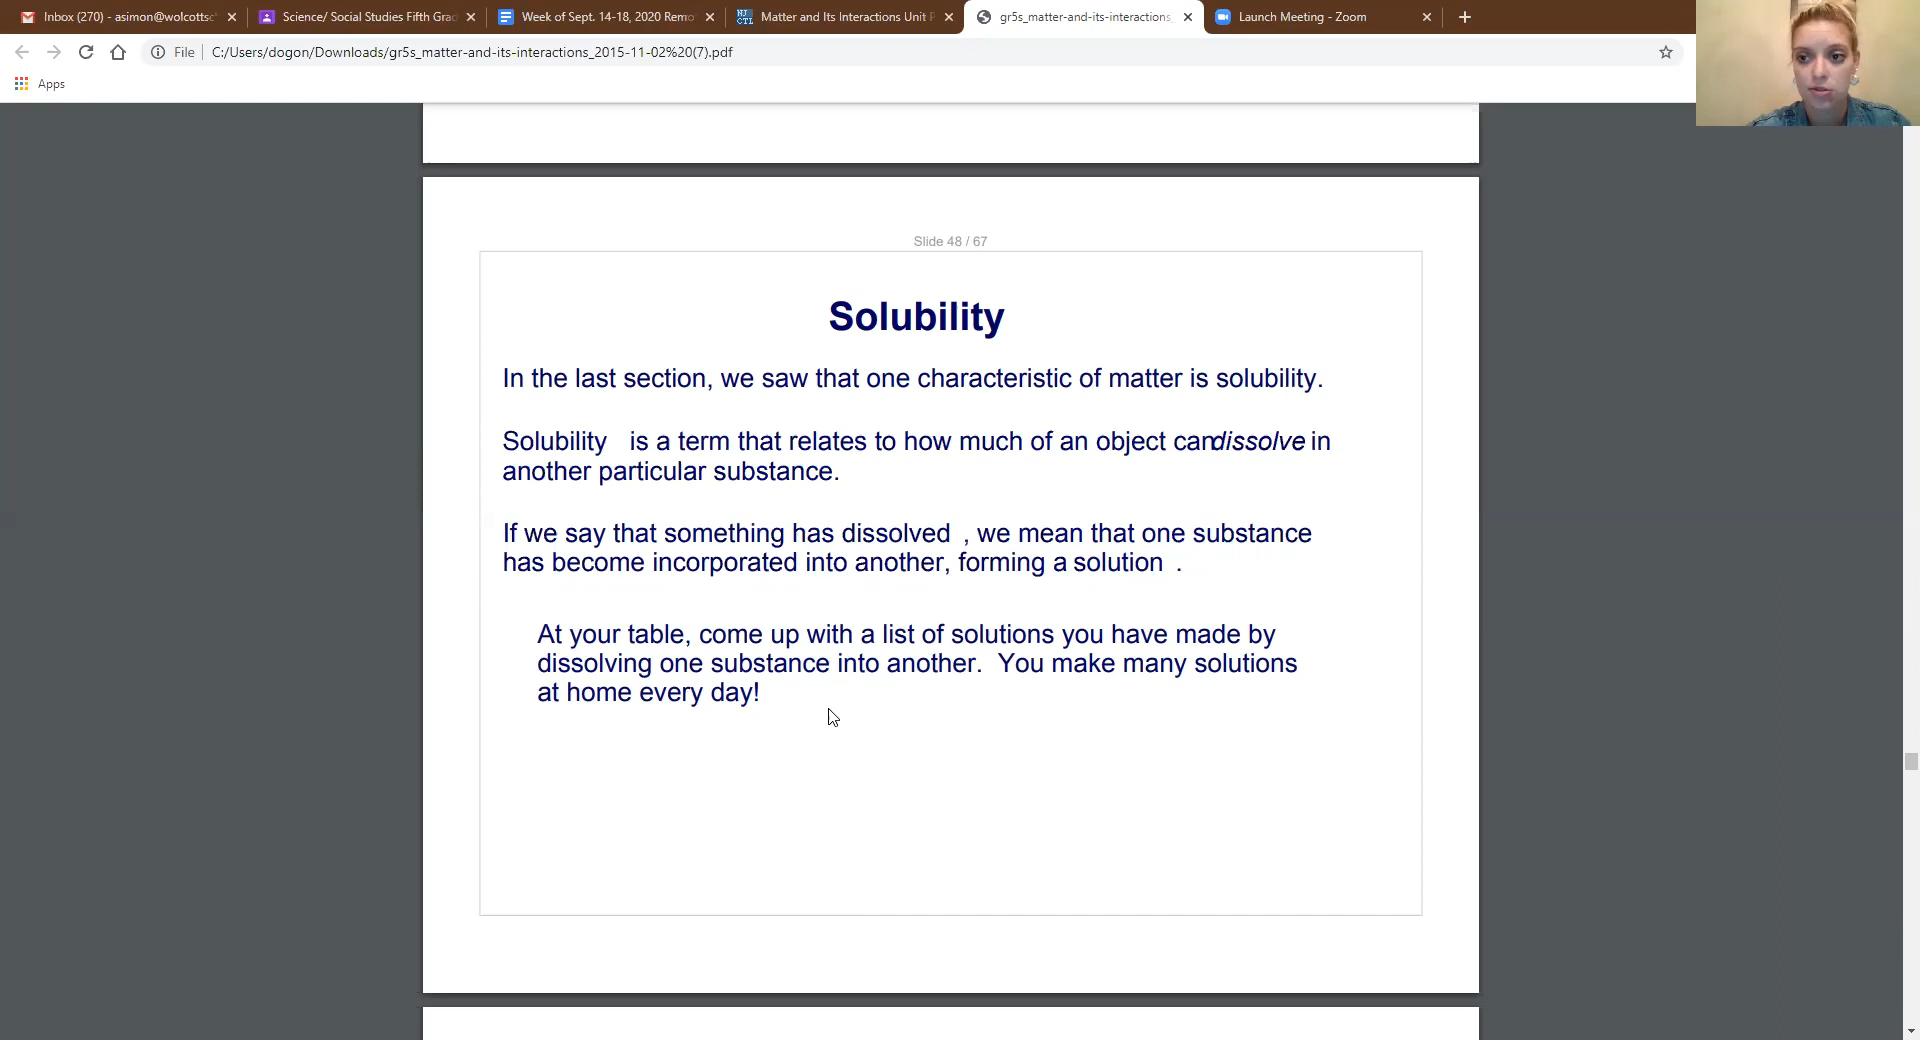 Inbox (270) - asimon@wolcottsc
Science/ Social Studies Fifth Grad
Week of Sept. 14-18, 2020 Remo
NJ CTL
Matter and Its Interactions Unit P
gr5s_matter-and-its-interactions_
Launch Meeting - Zoom
File
C:/Users/dogon/Downloads/gr5s_matter-and-its-interactions_2015-11-02%20(7).pdf
Apps
Slide 48 / 67
Solubility
In the last section, we saw that one characteristic of matter is solubility.
Solubility is a term that relates to how much of an object can dissolve in
another particular substance.
If we say that something has dissolved , we mean that one substance
has become incorporated into another, forming a solution .
At your table, come up with a list of solutions you have made by
dissolving one substance into another. You make many solutions
at home every day!